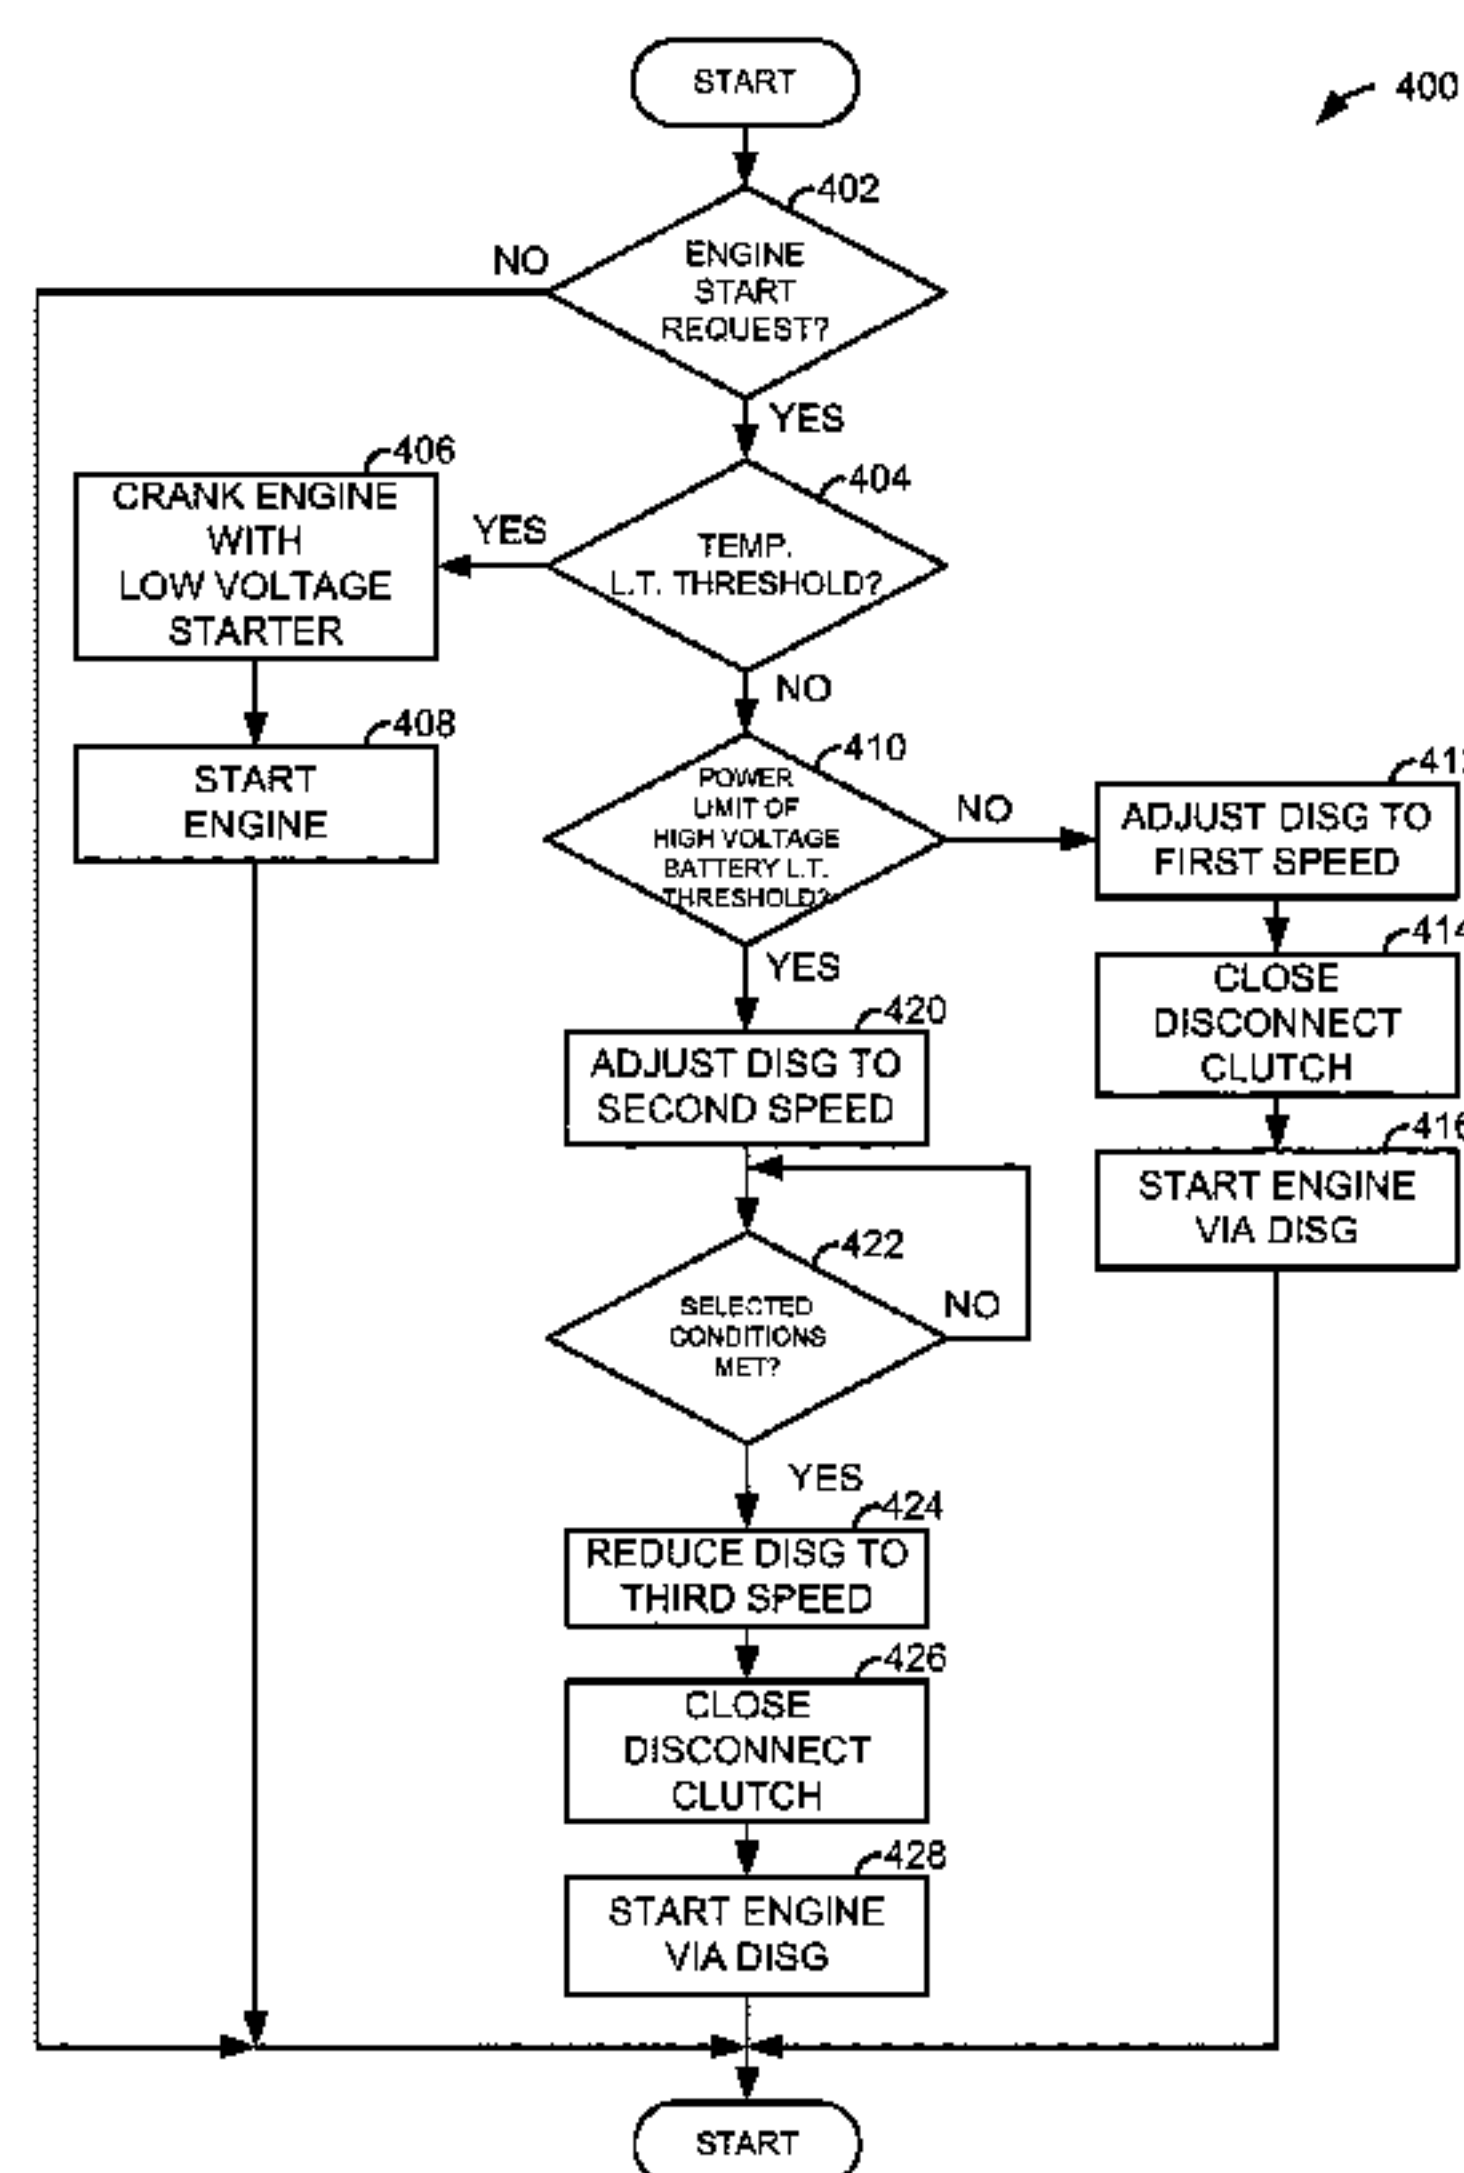 START
400
402
NO
ENGINE
START
REQUEST?
YES
406
CRANK ENGINE
WITH
LOW VOLTAGE
STARTER
404
YES
TEMP.
L.T. THRESHOLD?
NO
408
START
ENGINE
410
POWER
LIMIT OF
HIGH VOLTAGE
BATTERY L.T.
THRESHOLD?
NO
ADJUST DISG TO
FIRST SPEED
YES
414
CLOSE
DISCONNECT
CLUTCH
420
ADJUST DISG TO
SECOND SPEED
416
START ENGINE
VIA DISG
422
SELECTED
CONDITIONS
MET?
NO
YES
424
REDUCE DISG TO
THIRD SPEED
426
CLOSE
DISCONNECT
CLUTCH
428
START ENGINE
VIA DISG
START